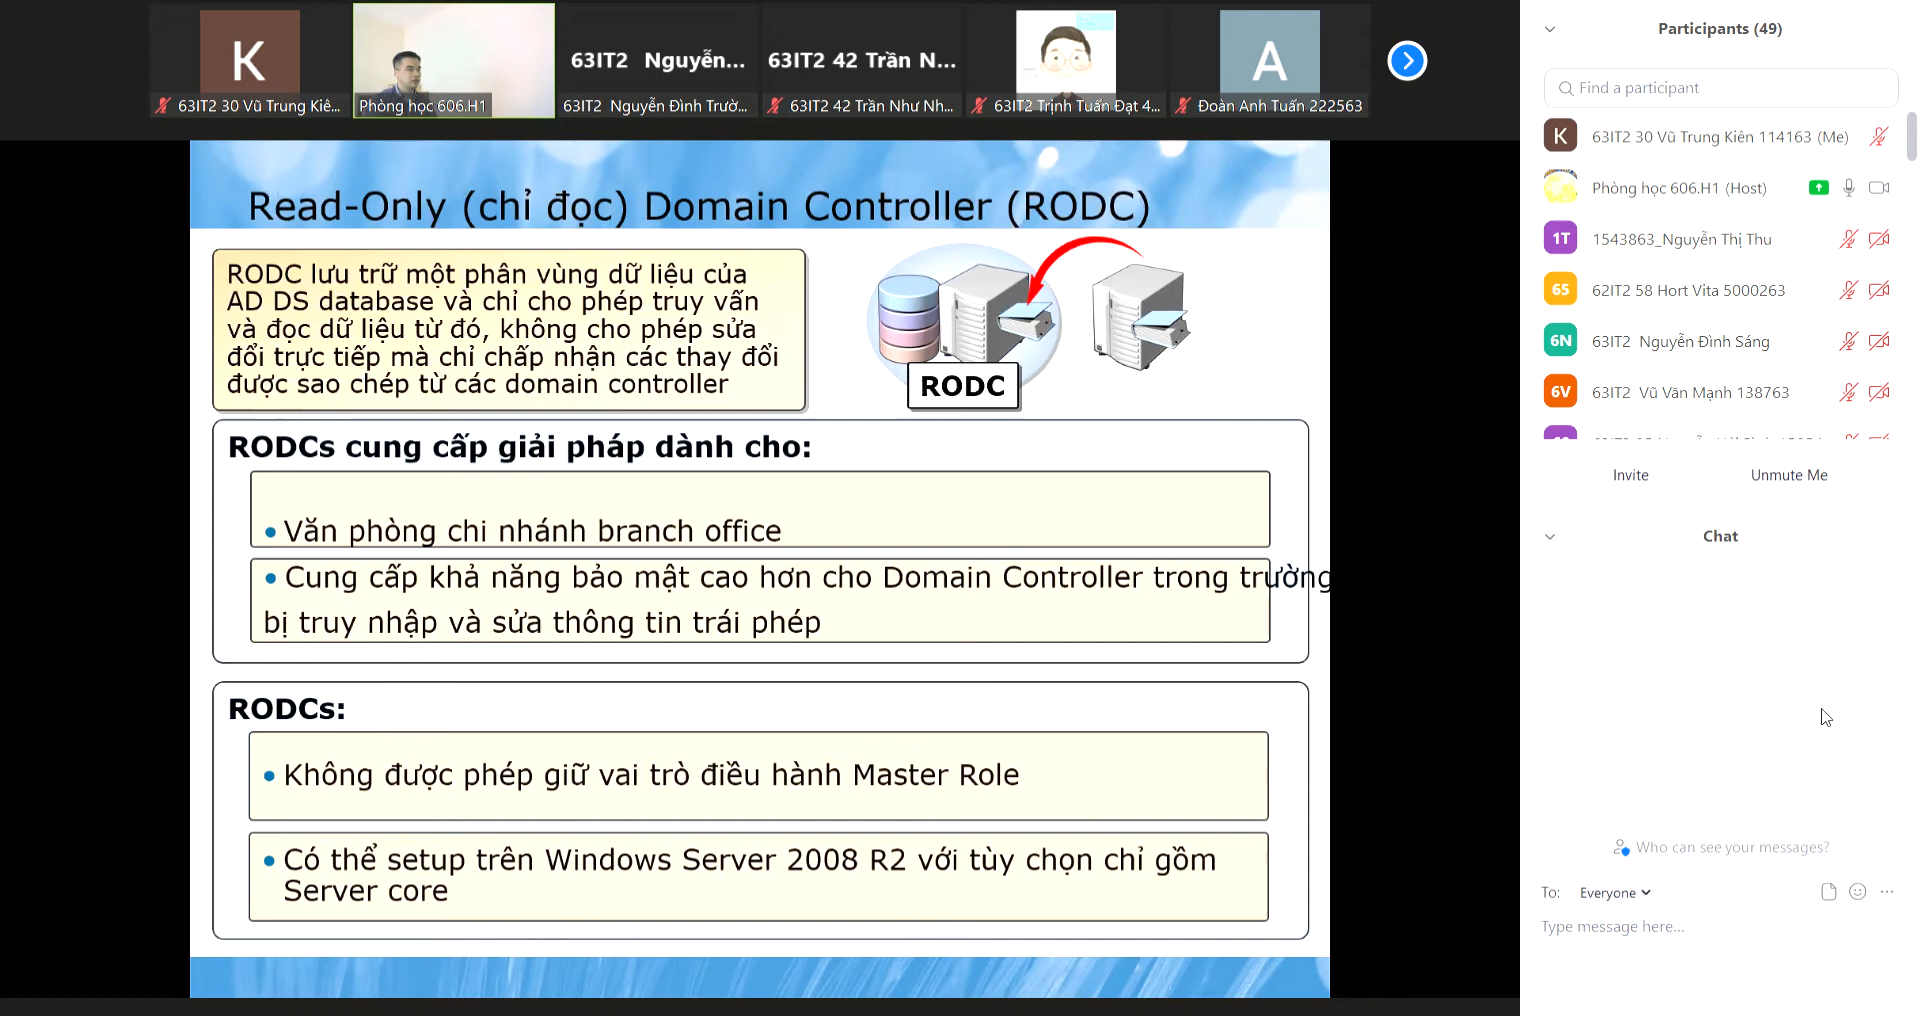 K
63IT2 30 Vũ Trung Kiê...
Phòng học 606.H1
63IT2 Nguyễn...
63IT2 Nguyễn Đình Trườ...
63IT2 42 Trần N...
63IT2 42 Trần Như Nh...
63IT2 Trịnh Tuấn Đạt 4...
A
Đoàn Anh Tuấn 222563
Read-Only (chỉ đọc) Domain Controller (RODC)
RODC lưu trữ một phân vùng dữ liệu của
AD DS database và chỉ cho phép truy vấn
và đọc dữ liệu từ đó, không cho phép sửa
đổi trực tiếp mà chỉ chấp nhận các thay đổi
được sao chép từ các domain controller
RODC
RODCs cung cấp giải pháp dành cho:
• Văn phòng chi nhánh branch office
• Cung cấp khả năng bảo mật cao hơn cho Domain Controller trong trường
bị truy nhập và sửa thông tin trái phép
RODCs:
• Không được phép giữ vai trò điều hành Master Role
• Có thể setup trên Windows Server 2008 R2 với tùy chọn chỉ gồm
Server core
Participants (49)
Find a participant
K 63IT2 30 Vũ Trung Kiên 114163 (Me)
Phòng học 606.H1 (Host)
1T 1543863_Nguyễn Thị Thu
65 62IT2 58 Hort Vita 5000263
6N 63IT2 Nguyễn Đình Sáng
6V 63IT2 Vũ Văn Mạnh 138763
Invite
Unmute Me
Chat
Who can see your messages?
To: Everyone
Type message here...